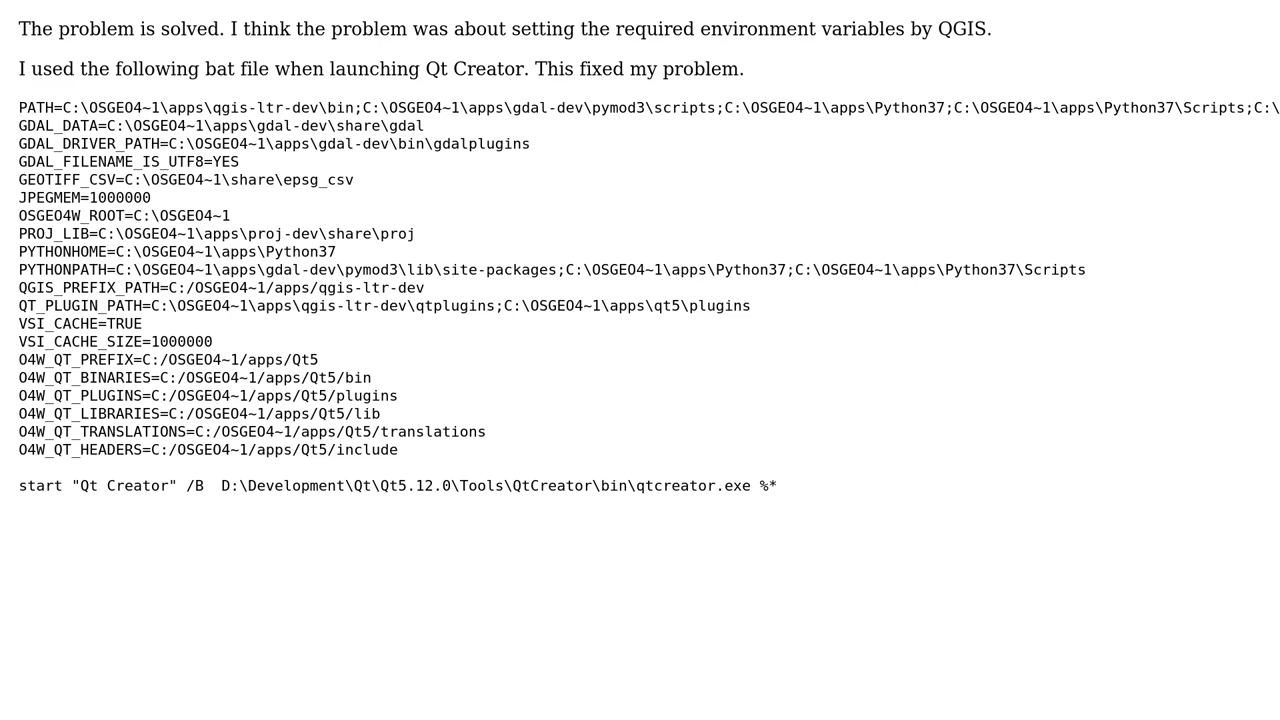 The problem is solved. I think the problem was about setting the required environment variables by QGIS.
I used the following bat file when launching Qt Creator. This fixed my problem.
PATH=C:\OSGEO4~1\apps\qgis-ltr-dev\bin;C:\OSGEO4~1\apps\gdal-dev\pymod3\scripts;C:\OSGEO4~1\apps\Python37;C:\OSGEO4~1\apps\Python37\Scripts;C:\
GDAL_DATA=C:\OSGEO4~1\apps\gdal-dev\share\gdal
GDAL_DRIVER_PATH=C:\OSGEO4~1\apps\gdal-dev\bin\gdalplugins
GDAL_FILENAME_IS_UTF8=YES
GEOTIFF_CSV=C:\OSGEO4~1\share\epsg_csv
JPEGMEM=1000000
OSGEO4W_ROOT=C:\OSGEO4~1
PROJ_LIB=C:\OSGEO4~1\apps\proj-dev\share\proj
PYTHONHOME=C:\OSGEO4~1\apps\Python37
PYTHONPATH=C:\OSGEO4~1\apps\gdal-dev\pymod3\lib\site-packages;C:\OSGEO4~1\apps\Python37;C:\OSGEO4~1\apps\Python37\Scripts
QGIS_PREFIX_PATH=C:/OSGEO4~1/apps/qgis-ltr-dev
QT_PLUGIN_PATH=C:\OSGEO4~1\apps\qgis-ltr-dev\qtplugins;C:\OSGEO4~1\apps\qt5\plugins
VSI_CACHE=TRUE
VSI_CACHE_SIZE=1000000
O4W_QT_PREFIX=C:/OSGEO4~1/apps/Qt5
O4W_QT_BINARIES=C:/OSGEO4~1/apps/Qt5/bin
O4W_QT_PLUGINS=C:/OSGEO4~1/apps/Qt5/plugins
O4W_QT_LIBRARIES=C:/OSGEO4~1/apps/Qt5/lib
O4W_QT_TRANSLATIONS=C:/OSGEO4~1/apps/Qt5/translations
O4W_QT_HEADERS=C:/OSGEO4~1/apps/Qt5/include
start "Qt Creator" /B  D:\Development\Qt\Qt5.12.0\Tools\QtCreator\bin\qtcreator.exe %*